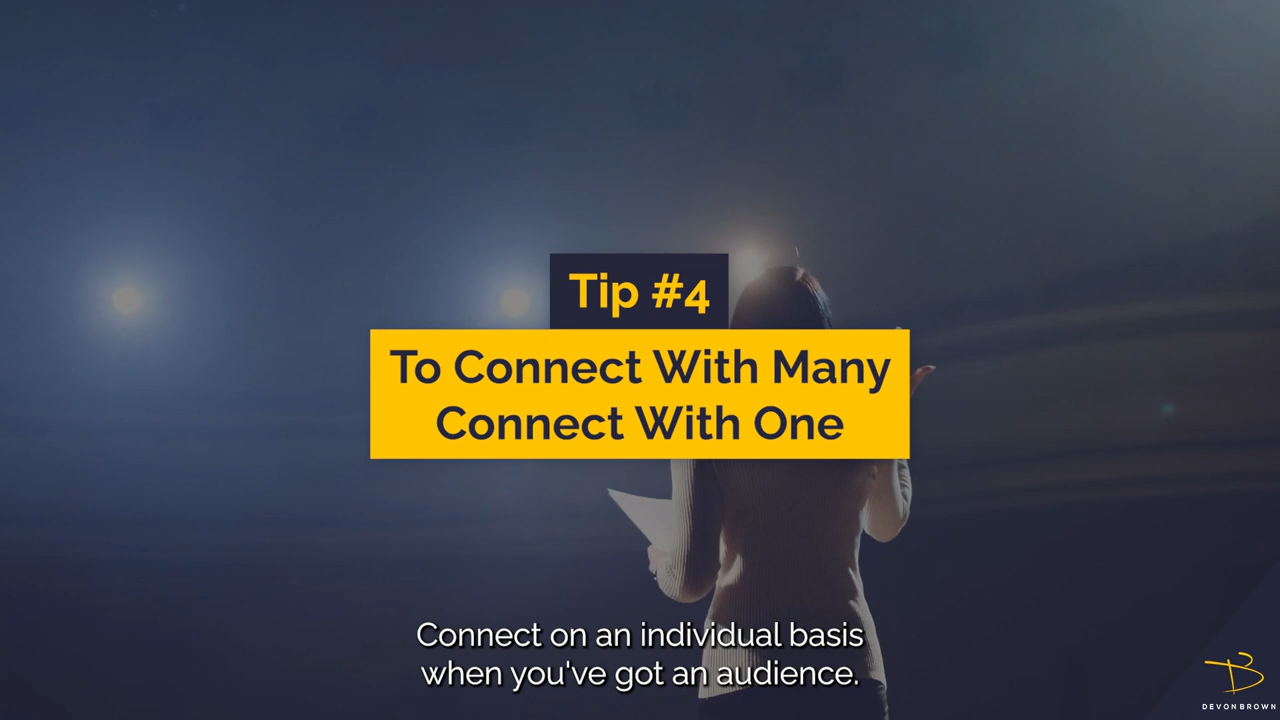 Tip #4
To Connect With Many
Connect With One
Connect on an individual basis
when you've got an audience.
B
DEVON BROWN